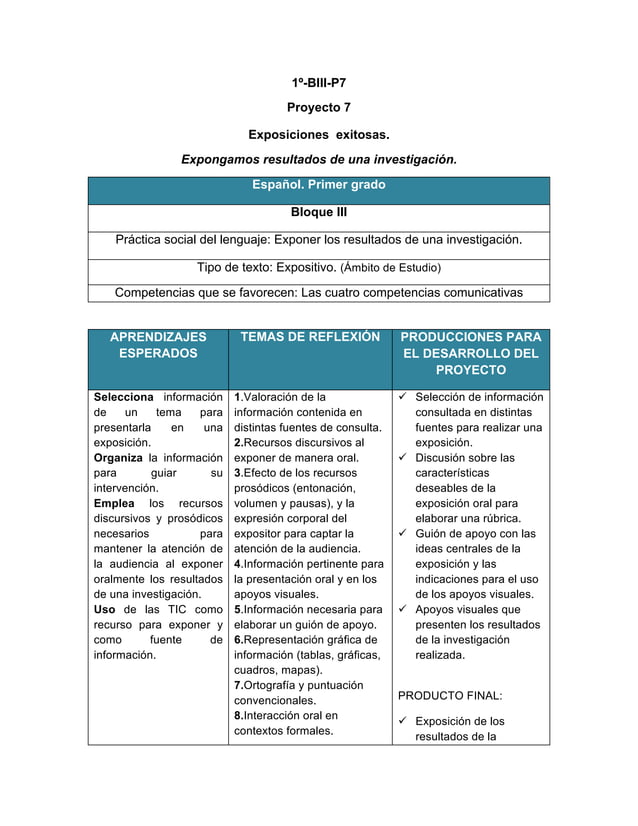 1º-BIII-P7
Proyecto 7
Exposiciones exitosas.
Expongamos resultados de una investigación.
Español. Primer grado
Bloque III
Práctica social del lenguaje: Exponer los resultados de una investigación.
Tipo de texto: Expositivo. (Ámbito de Estudio)
Competencias que se favorecen: Las cuatro competencias comunicativas
APRENDIZAJES
ESPERADOS
Selecciona información
de un tema para
presentarla en una
exposición.
Organiza la información
para guiar su
intervención.
Emplea los recursos
discursivos y prosódicos
necesarios para
mantener la atención de
la audiencia al exponer
oralmente los resultados
de una investigación.
Uso de las TIC como
recurso para exponer y
como fuente de
información.
TEMAS DE REFLEXIÓN
1.Valoración de la
información contenida en
distintas fuentes de consulta.
2.Recursos discursivos al
exponer de manera oral.
3.Efecto de los recursos
prosódicos (entonación,
volumen y pausas), y la
expresión corporal del
expositor para captar la
atención de la audiencia.
4.Información pertinente para
la presentación oral y en los
apoyos visuales.
5.Información necesaria para
elaborar un guión de apoyo.
6.Representación gráfica de
información (tablas, gráficas,
cuadros, mapas).
7.Ortografía y puntuación
convencionales.
8.Interacción oral en
contextos formales.
PRODUCCIONES PARA
EL DESARROLLO DEL
PROYECTO
✓ Selección de información
consultada en distintas
fuentes para realizar una
exposición.
✓ Discusión sobre las
características
deseables de la
exposición oral para
elaborar una rúbrica.
✓ Guión de apoyo con las
ideas centrales de la
exposición y las
indicaciones para el uso
de los apoyos visuales.
✓ Apoyos visuales que
presenten los resultados
de la investigación
realizada.
PRODUCTO FINAL:
✓ Exposición de los
resultados de la